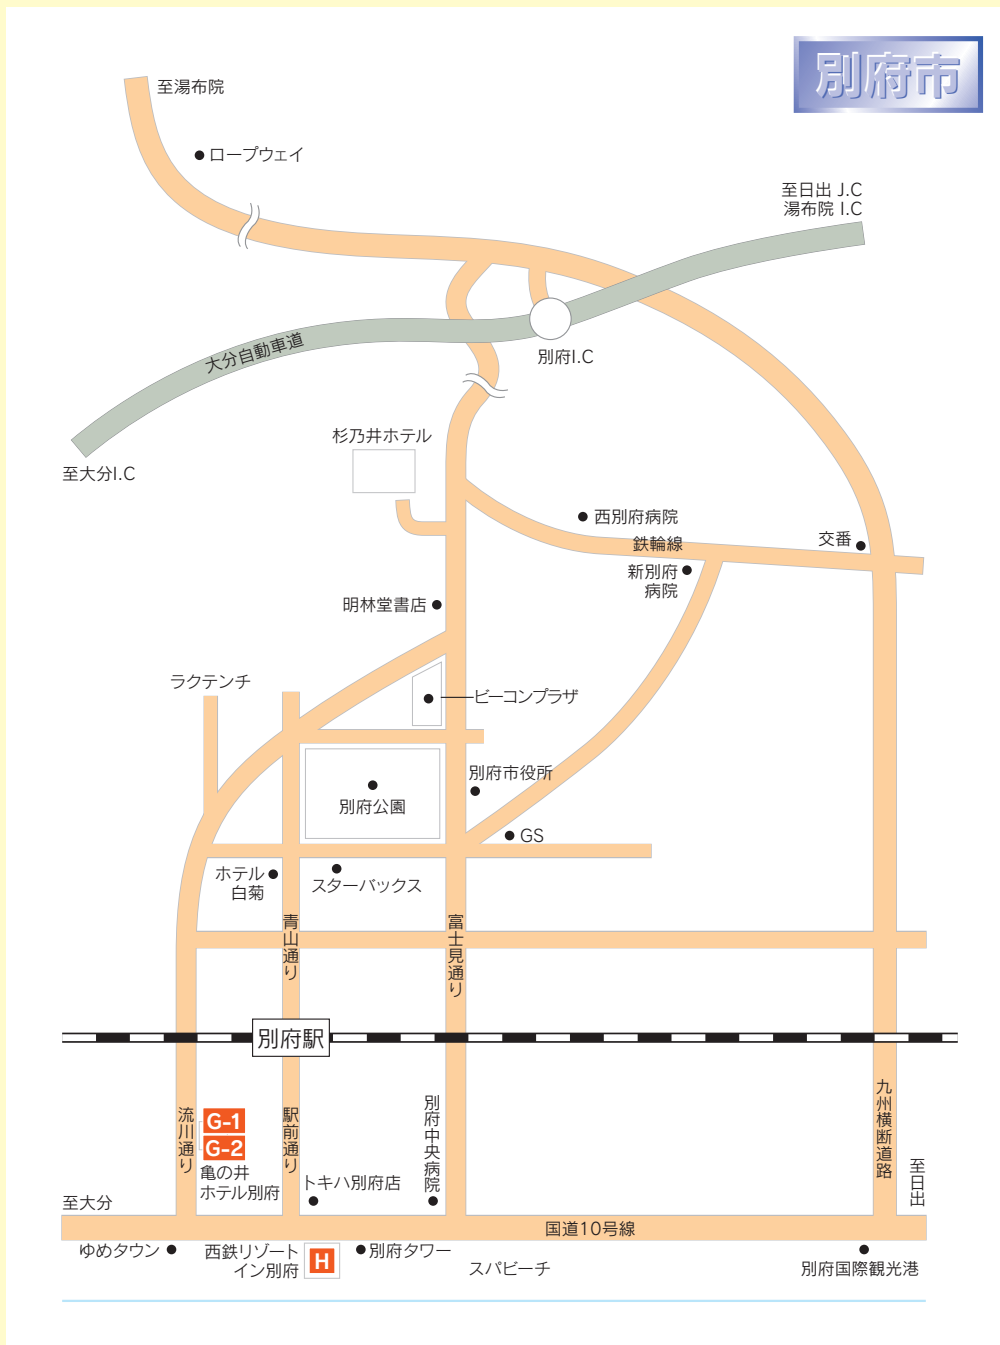 別府市
至湯布院
ロープウェイ
至日出 J.C
湯布院 I.C
大分自動車道
別府I.C
至大分I.C
杉乃井ホテル
西別府病院
鉄輪線
交番
新別府
病院
明林堂書店
ラクテンチ
ビーコンプラザ
別府市役所
別府公園
GS
ホテル
白菊
スターバックス
青山通り
富士見通り
別府駅
流川通り
G-1
G-2
亀の井
ホテル別府
駅前通り
別府中央病院
九州横断道路
至日出
トキハ別府店
至大分
国道10号線
ゆめタウン
西鉄リゾート
イン別府
H
別府タワー
スパビーチ
別府国際観光港